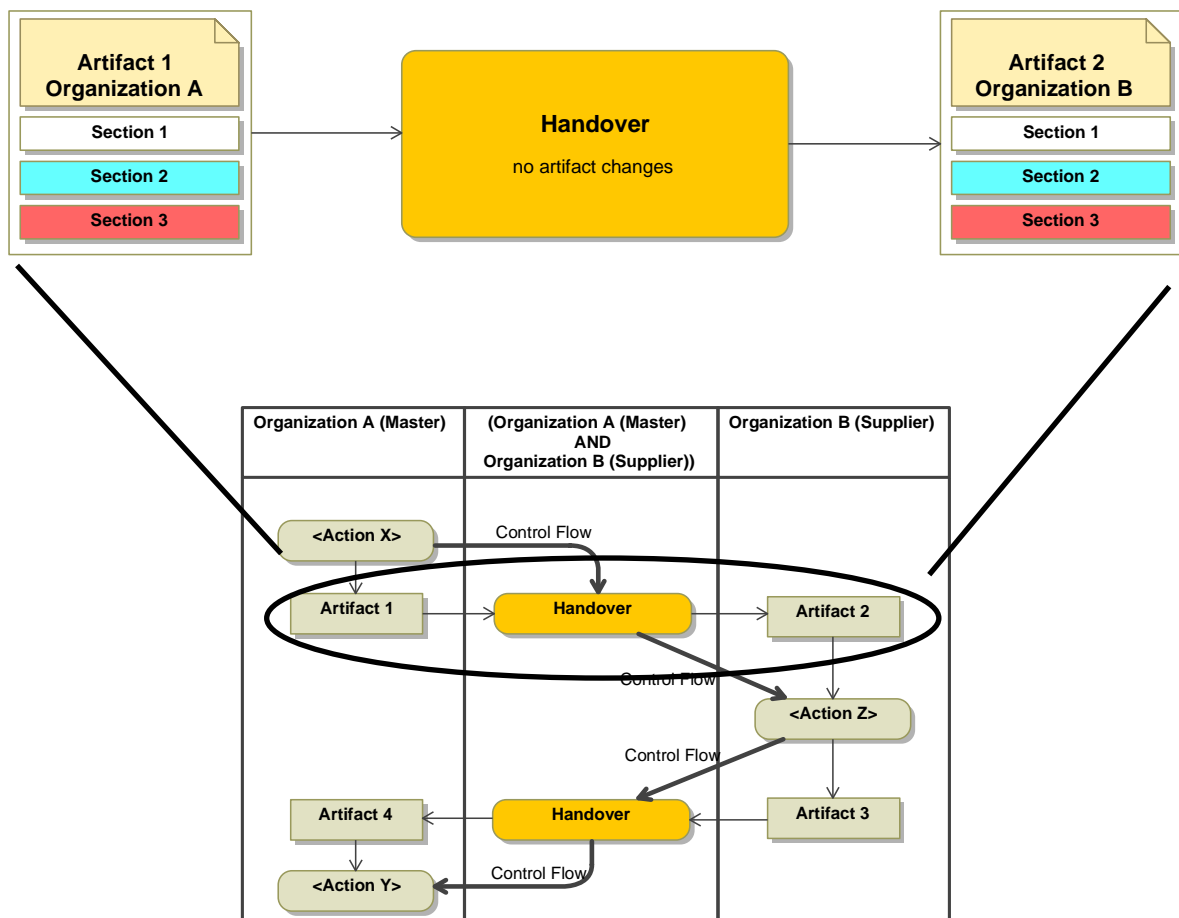 Artifact 1
Organization A
Section 1
Section 2
Section 3
Handover
no artifact changes
Artifact 2
Organization B
Section 1
Section 2
Section 3
Organization A (Master)
(Organization A (Master)
AND
Organization B (Supplier))
Organization B (Supplier)
<Action X>
Control Flow
Artifact 1
Handover
Artifact 2
Control Flow
<Action Z>
Control Flow
Artifact 4
Handover
Artifact 3
Control Flow
<Action Y>